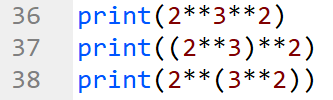 36 print(2**3**2)
37 print((2**3)**2)
38 print(2**(3**2))